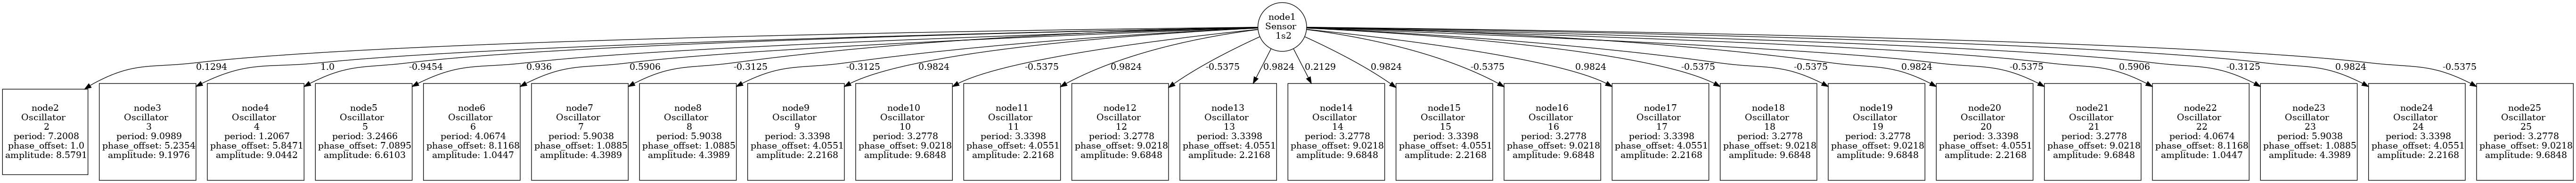 node1
Sensor
1s2
0.1294
1.0
-0.9454
0.936
0.5906
-0.3125
-0.3125
0.9824
-0.5375
0.9824
-0.5375
0.9824
0.2129
0.9824
-0.5375
0.9824
-0.5375
-0.5375
0.9824
-0.5375
0.5906
-0.3125
0.9824
-0.5375
node2
Oscillator
2
period: 7.2008
phase_offset: 1.0
amplitude: 8.5791
node3
Oscillator
3
period: 9.0989
phase_offset: 5.2354
amplitude: 9.1976
node4
Oscillator
4
period: 1.2067
phase_offset: 5.8471
amplitude: 9.0442
node5
Oscillator
5
period: 3.2466
phase_offset: 7.0895
amplitude: 6.6103
node6
Oscillator
6
period: 4.0674
phase_offset: 8.1168
amplitude: 1.0447
node7
Oscillator
7
period: 5.9038
phase_offset: 1.0885
amplitude: 4.3989
node8
Oscillator
8
period: 5.9038
phase_offset: 1.0885
amplitude: 4.3989
node9
Oscillator
9
period: 3.3398
phase_offset: 4.0551
amplitude: 2.2168
node10
Oscillator
10
period: 3.2778
phase_offset: 9.0218
amplitude: 9.6848
node11
Oscillator
11
period: 3.3398
phase_offset: 4.0551
amplitude: 2.2168
node12
Oscillator
12
period: 3.2778
phase_offset: 9.0218
amplitude: 9.6848
node13
Oscillator
13
period: 3.3398
phase_offset: 4.0551
amplitude: 2.2168
node14
Oscillator
14
period: 3.2778
phase_offset: 9.0218
amplitude: 9.6848
node15
Oscillator
15
period: 3.3398
phase_offset: 4.0551
amplitude: 2.2168
node16
Oscillator
16
period: 3.2778
phase_offset: 9.0218
amplitude: 9.6848
node17
Oscillator
17
period: 3.3398
phase_offset: 4.0551
amplitude: 2.2168
node18
Oscillator
18
period: 3.2778
phase_offset: 9.0218
amplitude: 9.6848
node19
Oscillator
19
period: 3.2778
phase_offset: 9.0218
amplitude: 9.6848
node20
Oscillator
20
period: 3.3398
phase_offset: 4.0551
amplitude: 2.2168
node21
Oscillator
21
period: 3.2778
phase_offset: 9.0218
amplitude: 9.6848
node22
Oscillator
22
period: 4.0674
phase_offset: 8.1168
amplitude: 1.0447
node23
Oscillator
23
period: 5.9038
phase_offset: 1.0885
amplitude: 4.3989
node24
Oscillator
24
period: 3.3398
phase_offset: 4.0551
amplitude: 2.2168
node25
Oscillator
25
period: 3.2778
phase_offset: 9.0218
amplitude: 9.6848